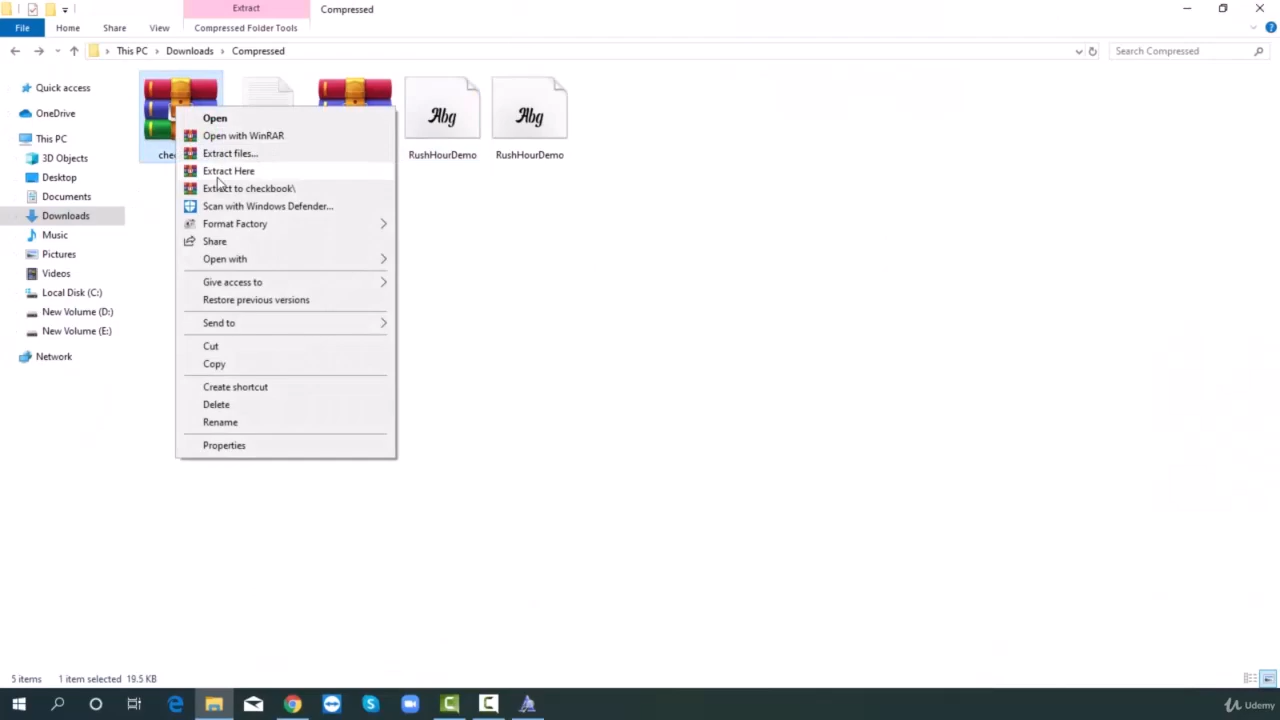 Extract
Compressed
File
Home
Share
View
Compressed Folder Tools
This PC
Downloads
Compressed
Search Compressed
Quick access
OneDrive
This PC
3D Objects
Desktop
Documents
Downloads
Music
Pictures
Videos
Local Disk (C:)
New Volume (D:)
New Volume (E:)
Network
Abg
RushHourDemo
Abg
RushHourDemo
Open
Open with WinRAR
Extract files...
Extract Here
Extract to checkbook\
Scan with Windows Defender...
Format Factory
Share
Open with
Give access to
Restore previous versions
Send to
Cut
Copy
Create shortcut
Delete
Rename
Properties
5 items
1 item selected 19.5 KB
Udemy